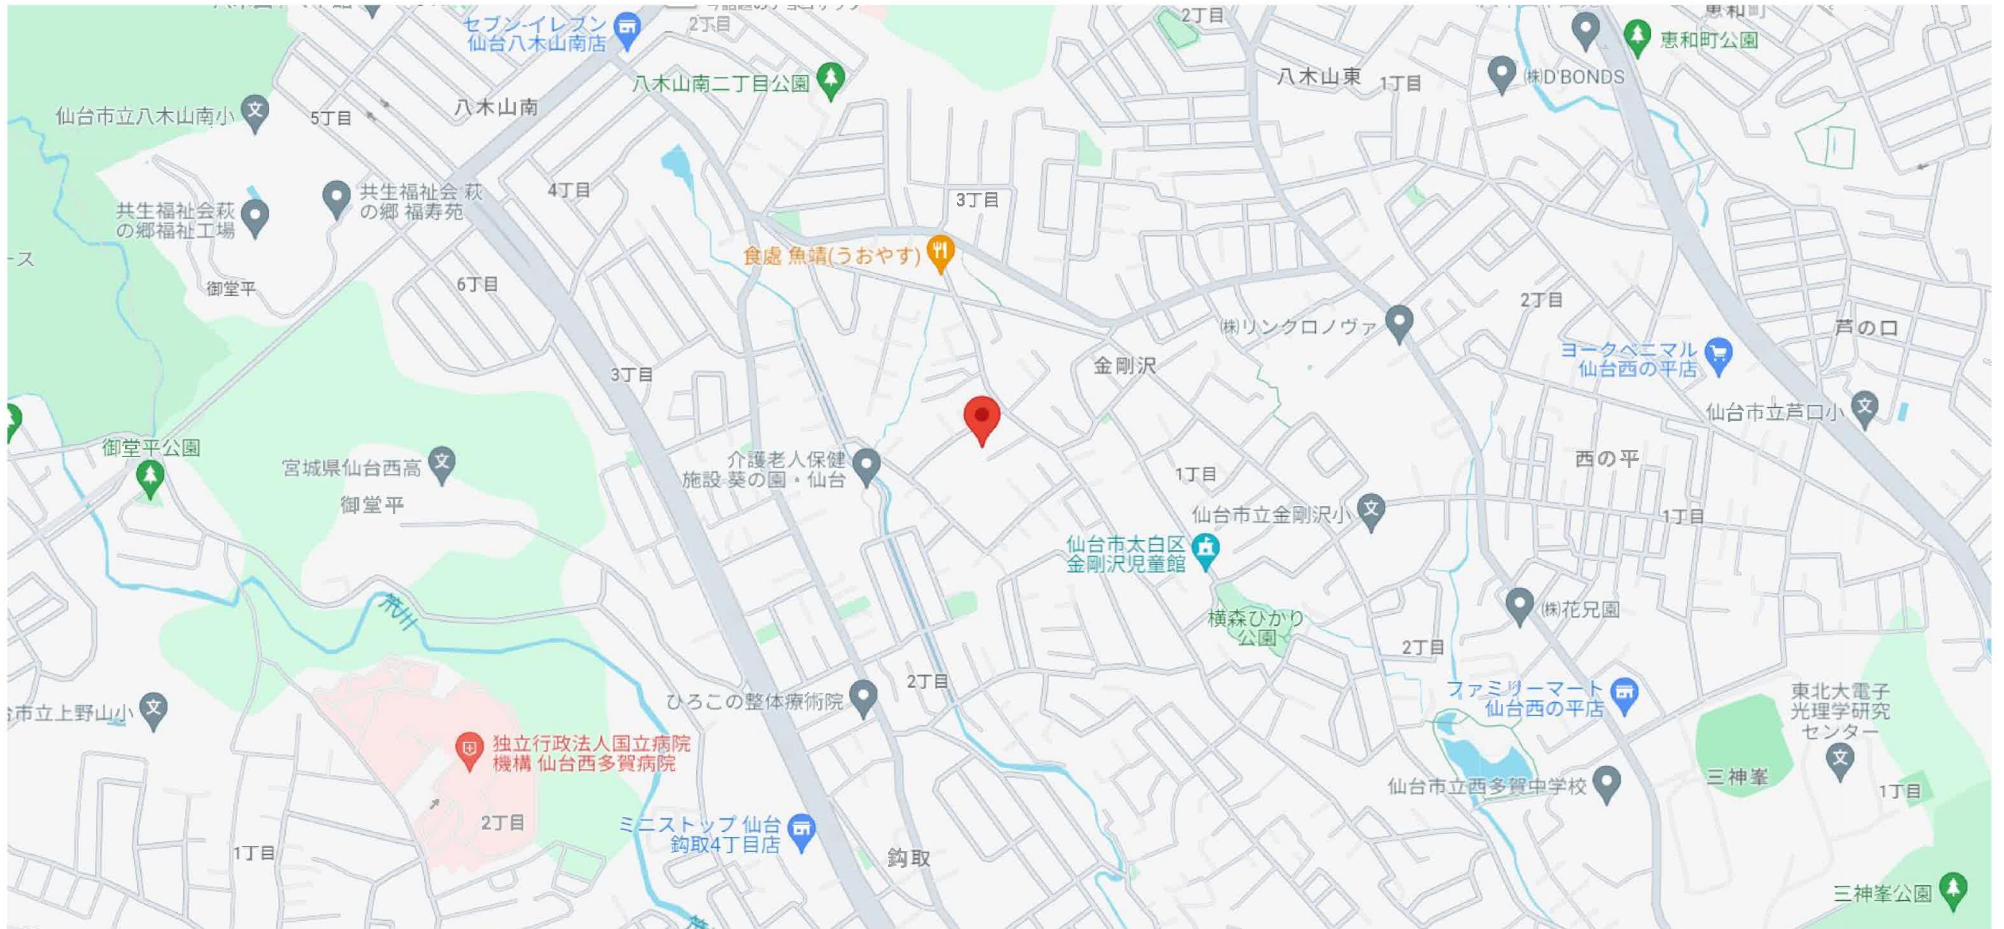 2丁目
恵和町
セブン-イレブン
仙台八木山南店
2丁目
恵和町公園
八木山南二丁目公園
八木山東
1丁目
㈱D'BONDS
仙台市立八木山南小
5丁目
八木山南
共生福祉会 萩
の郷 福寿苑
4丁目
3丁目
共生福祉会萩
の郷福祉工場
食處 魚靖(うおやす)
ース
御堂平
6丁目
2丁目
㈱リンクロノヴァ
芦の口
ヨークベニマル
仙台西の平店
金剛沢
3丁目
仙台市立芦口小
御堂平公園
宮城県仙台西高
御堂平
介護老人保健
施設 葵の園・仙台
1丁目
西の平
仙台市立金剛沢小
1丁目
仙台市太白区
金剛沢児童館
笊川
横森ひかり
公園
㈱花兄園
2丁目
2丁目
ひろこの整体療術院
ファミリーマート
仙台西の平店
東北大電子
光理学研究
センター
台市立上野山小
独立行政法人国立病院
機構 仙台西多賀病院
仙台市立西多賀中学校
三神峯
1丁目
2丁目
ミニストップ 仙台
鈎取4丁目店
1丁目
鈎取
三神峯公園